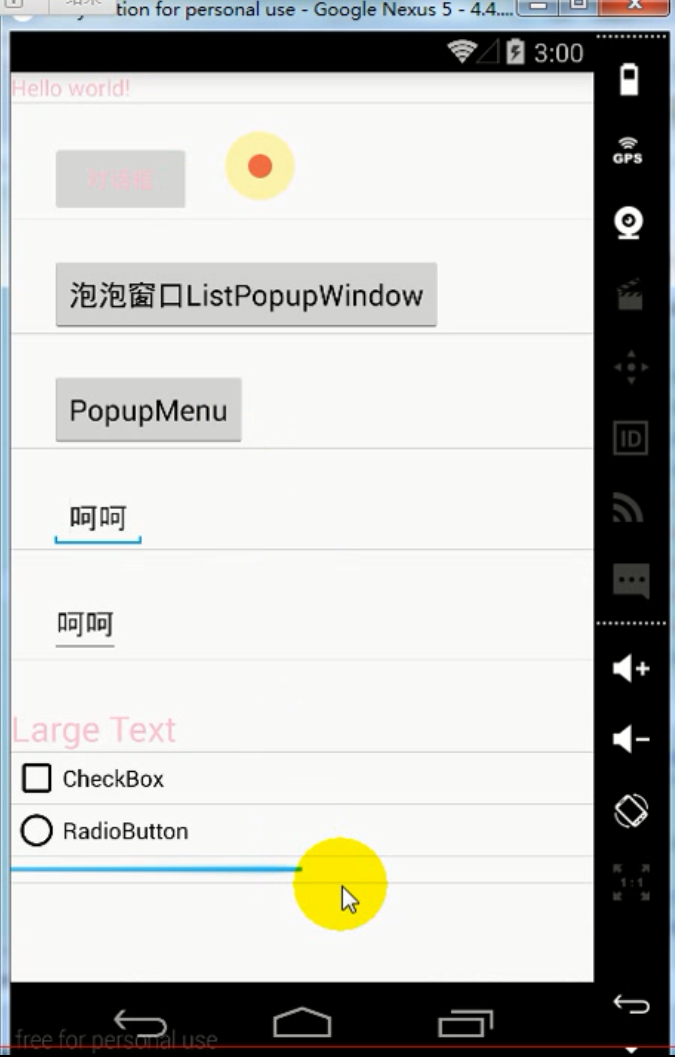 tion for personal use - Google Nexus 5 - 4.4....
3:00
Hello world!
GPS
对话框
泡泡窗口ListPopupWindow
PopupMenu
ID
呵呵
呵呵
Large Text
CheckBox
RadioButton
1:1
free for personal use